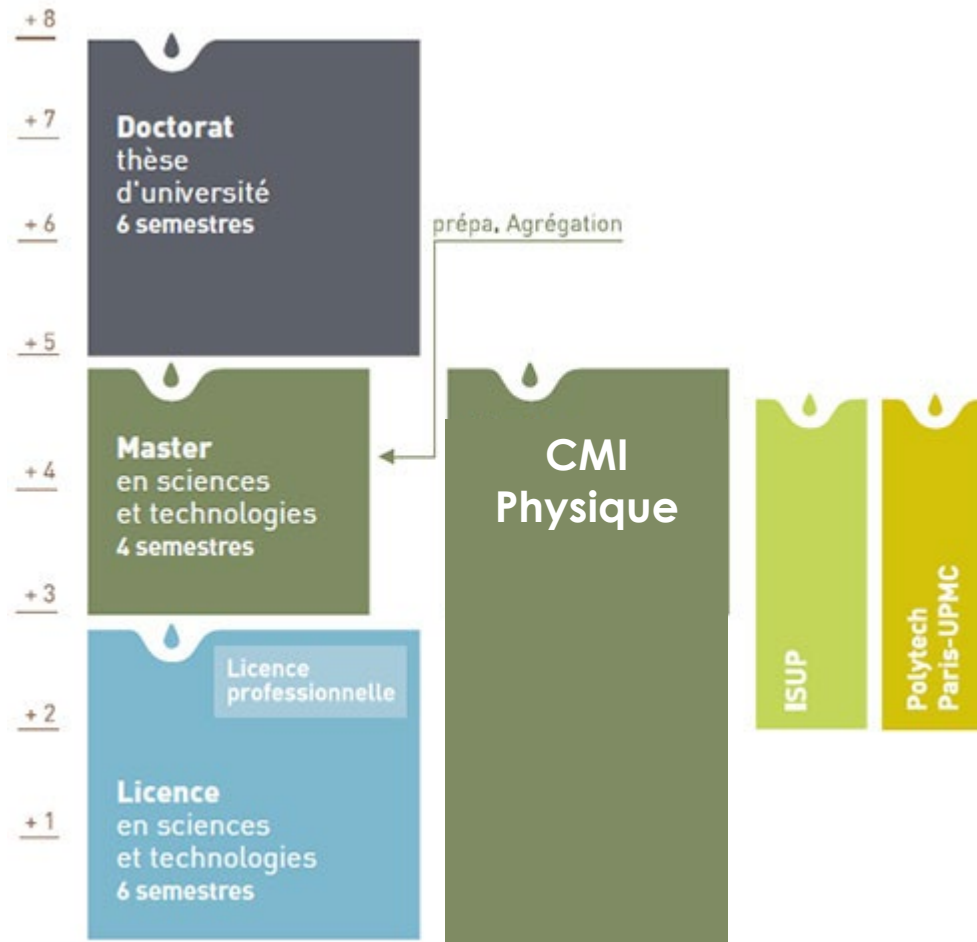 + 8
+ 7
Doctorat
thèse
d'université
6 semestres
+ 6
prépa, Agrégation
+ 5
Master
en sciences
et technologies
4 semestres
+ 4
CMI
Physique
+ 3
ISUP
Polytech
Paris-UPMC
Licence
professionnelle
+ 2
Licence
en sciences
et technologies
6 semestres
+ 1